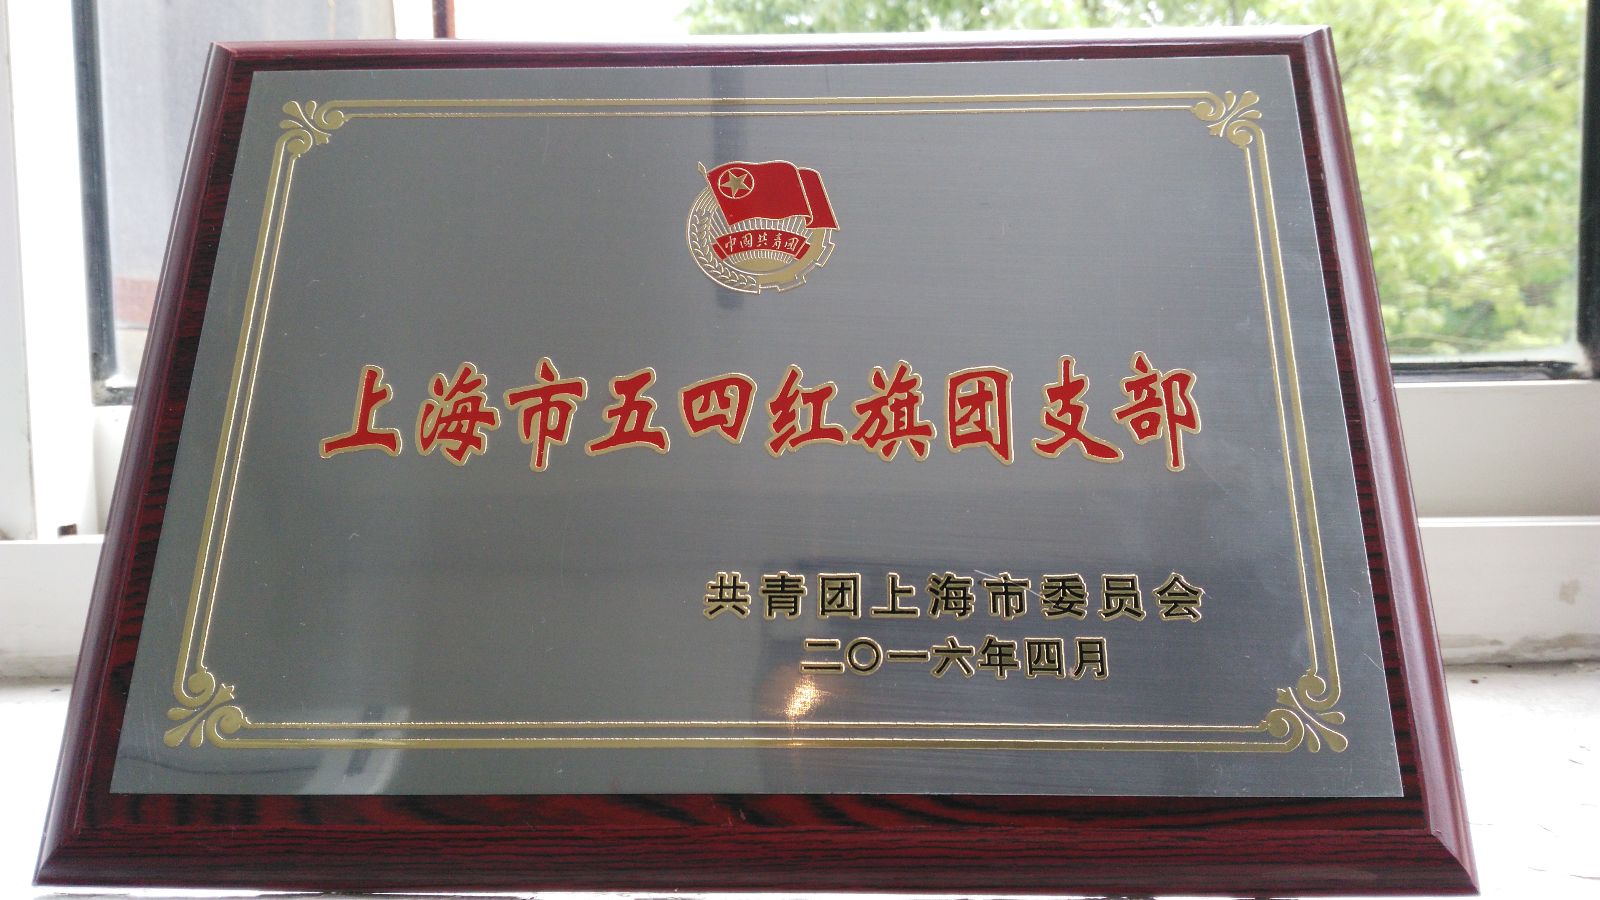 中国共青团
上海市五四红旗团支部
共青团上海市委员会
二〇一六年四月